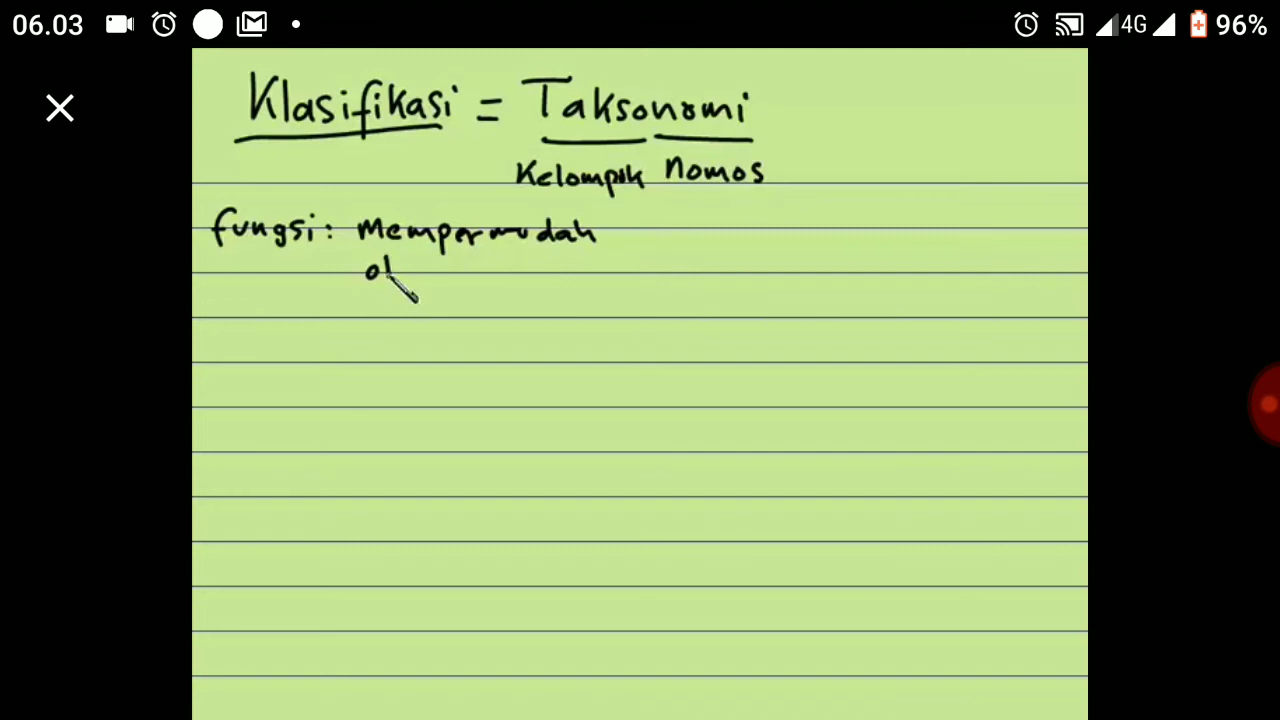 06.03 4G 96%
Klasifikasi = Taksonomi
Kelompok Nomos
fungsi: Mempermudah